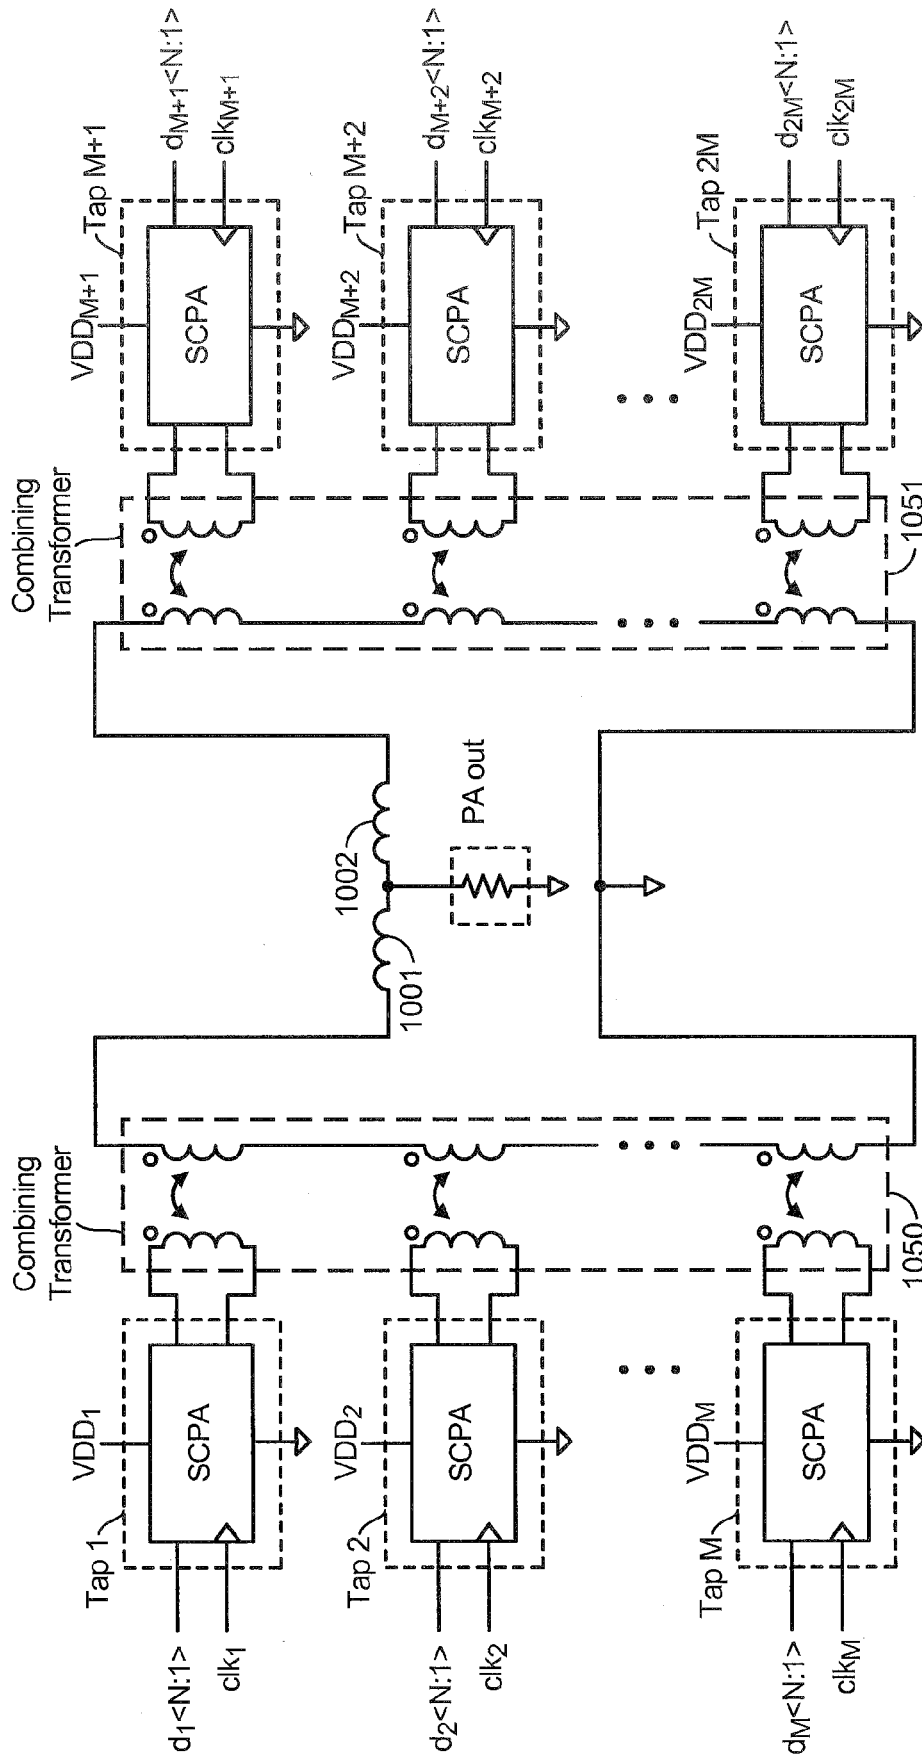 Combining
Transformer
Combining
Transformer
Tap 1
VDD1
SCPA
d1<N:1>
clk1
Tap 2
VDD2
SCPA
d2<N:1>
clk2
Tap M
VDDM
SCPA
dM<N:1>
clkM
1050
1001
1002
PA out
Tap M+1
VDDM+1
SCPA
dM+1<N:1>
clkM+1
Tap M+2
VDDM+2
SCPA
dM+2<N:1>
clkM+2
Tap 2M
VDD2M
SCPA
d2M<N:1>
clk2M
1051